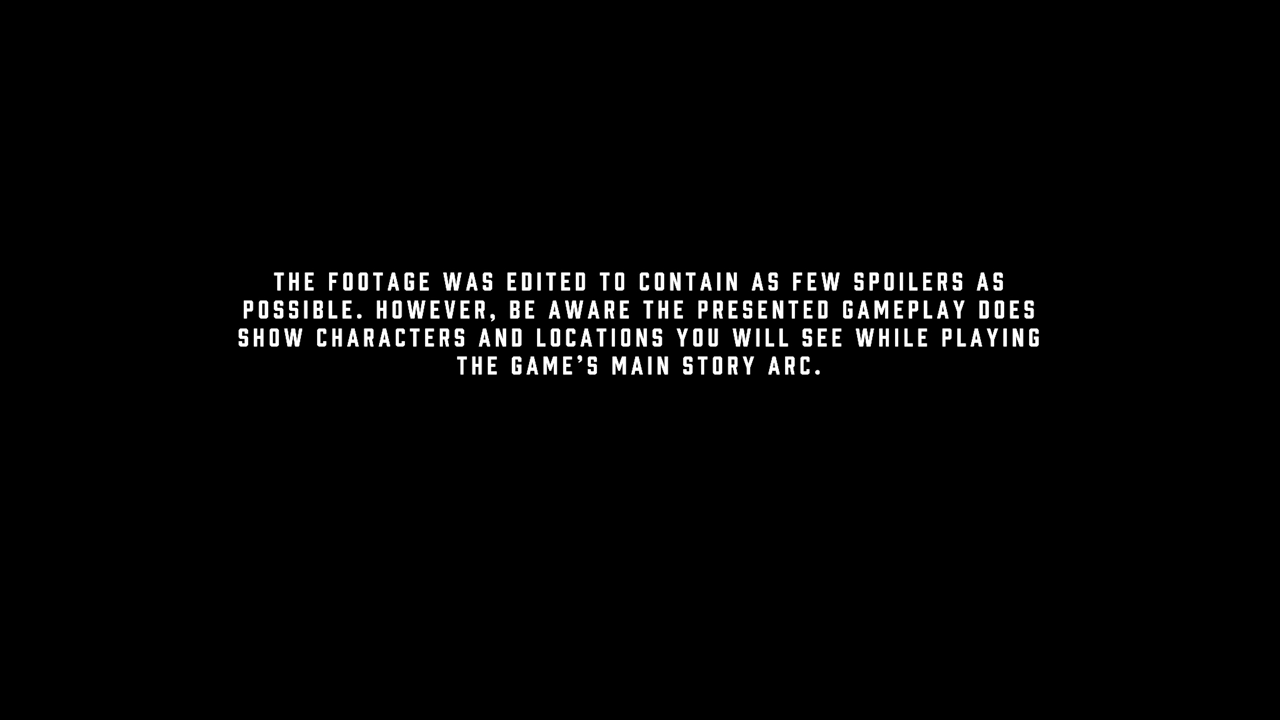 THE FOOTAGE WAS EDITED TO CONTAIN AS FEW SPOILERS AS
POSSIBLE. HOWEVER, BE AWARE THE PRESENTED GAMEPLAY DOES
SHOW CHARACTERS AND LOCATIONS YOU WILL SEE WHILE PLAYING
THE GAME’S MAIN STORY ARC.